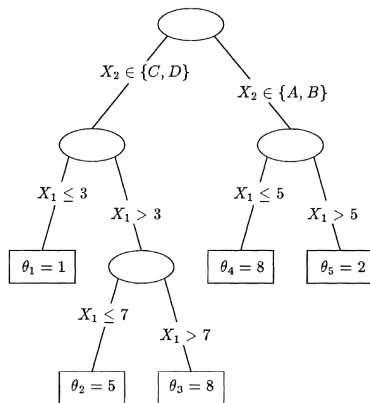 X₂ ∈ {C, D}
X₂ ∈ {A, B}
X₁ ≤ 3
X₁ > 3
X₁ ≤ 5
X₁ > 5
θ₁ = 1
θ₄ = 8
θ₅ = 2
X₁ ≤ 7
X₁ > 7
θ₂ = 5
θ₃ = 8